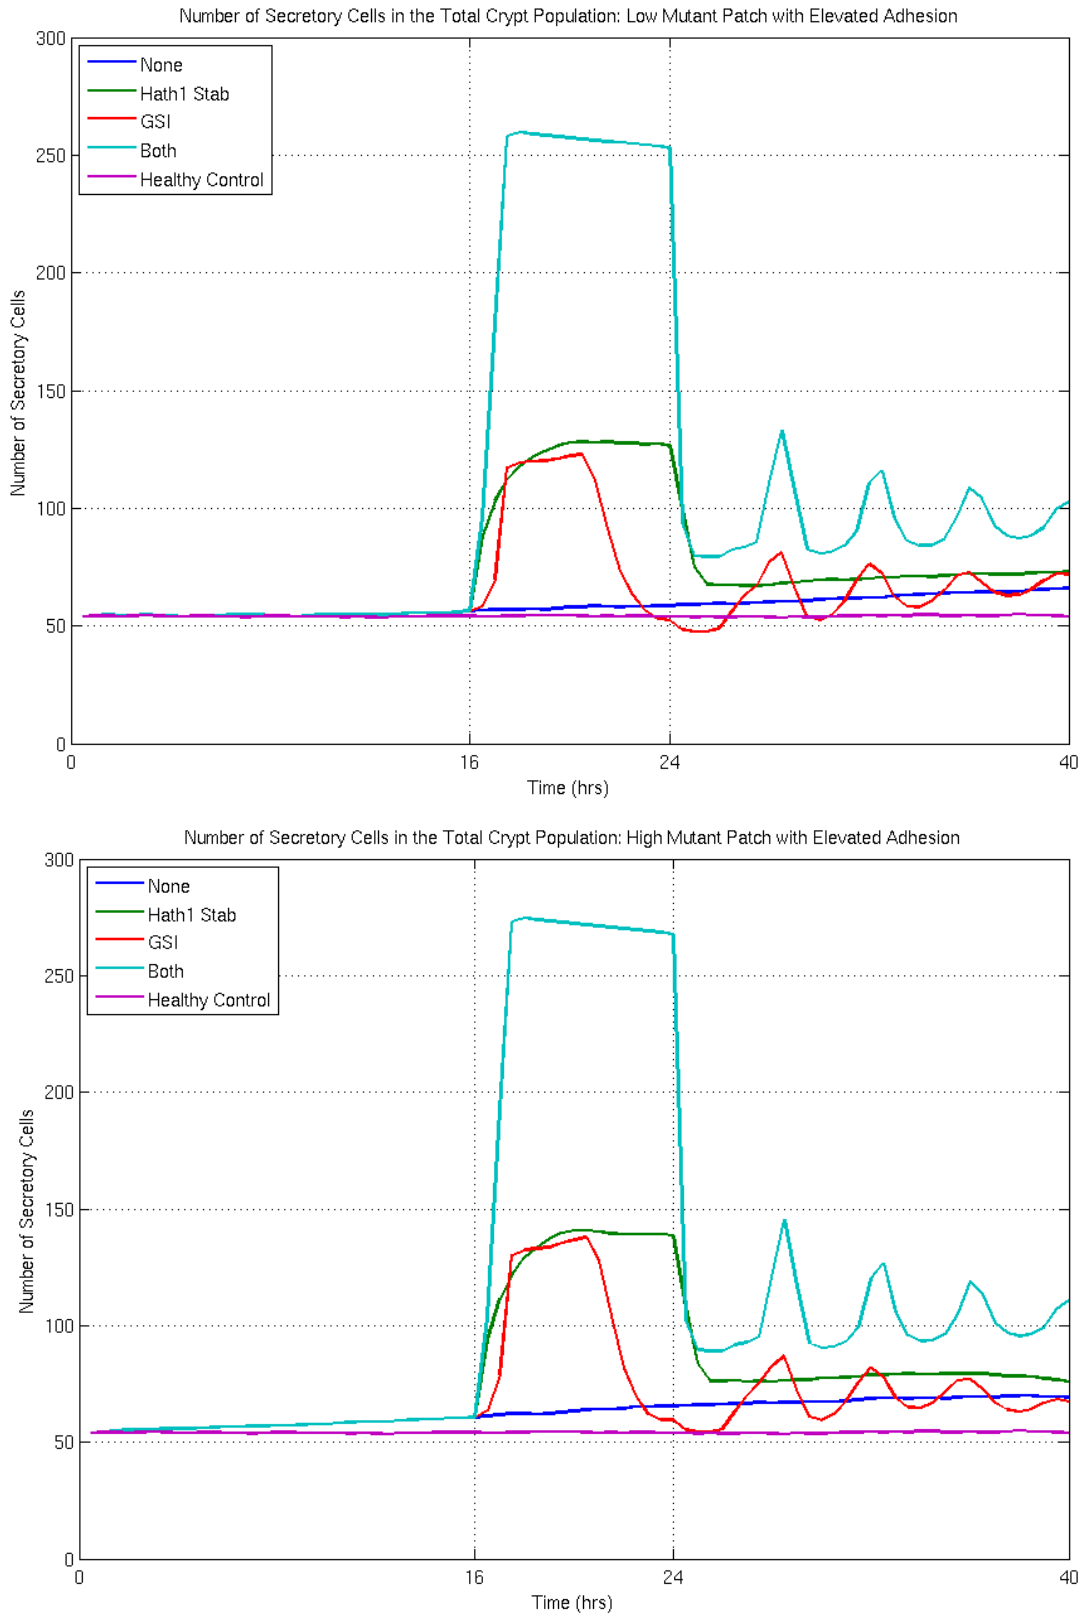 Number of Secretory Cells in the Total Crypt Population: Low Mutant Patch with Elevated Adhesion
300
250
200
150
100
50
0
Number of Secretory Cells
None
Hath1 Stab
GSI
Both
Healthy Control
0 16 24 40
Time (hrs)
Number of Secretory Cells in the Total Crypt Population: High Mutant Patch with Elevated Adhesion
300
250
200
150
100
50
0
Number of Secretory Cells
None
Hath1 Stab
GSI
Both
Healthy Control
0 16 24 40
Time (hrs)